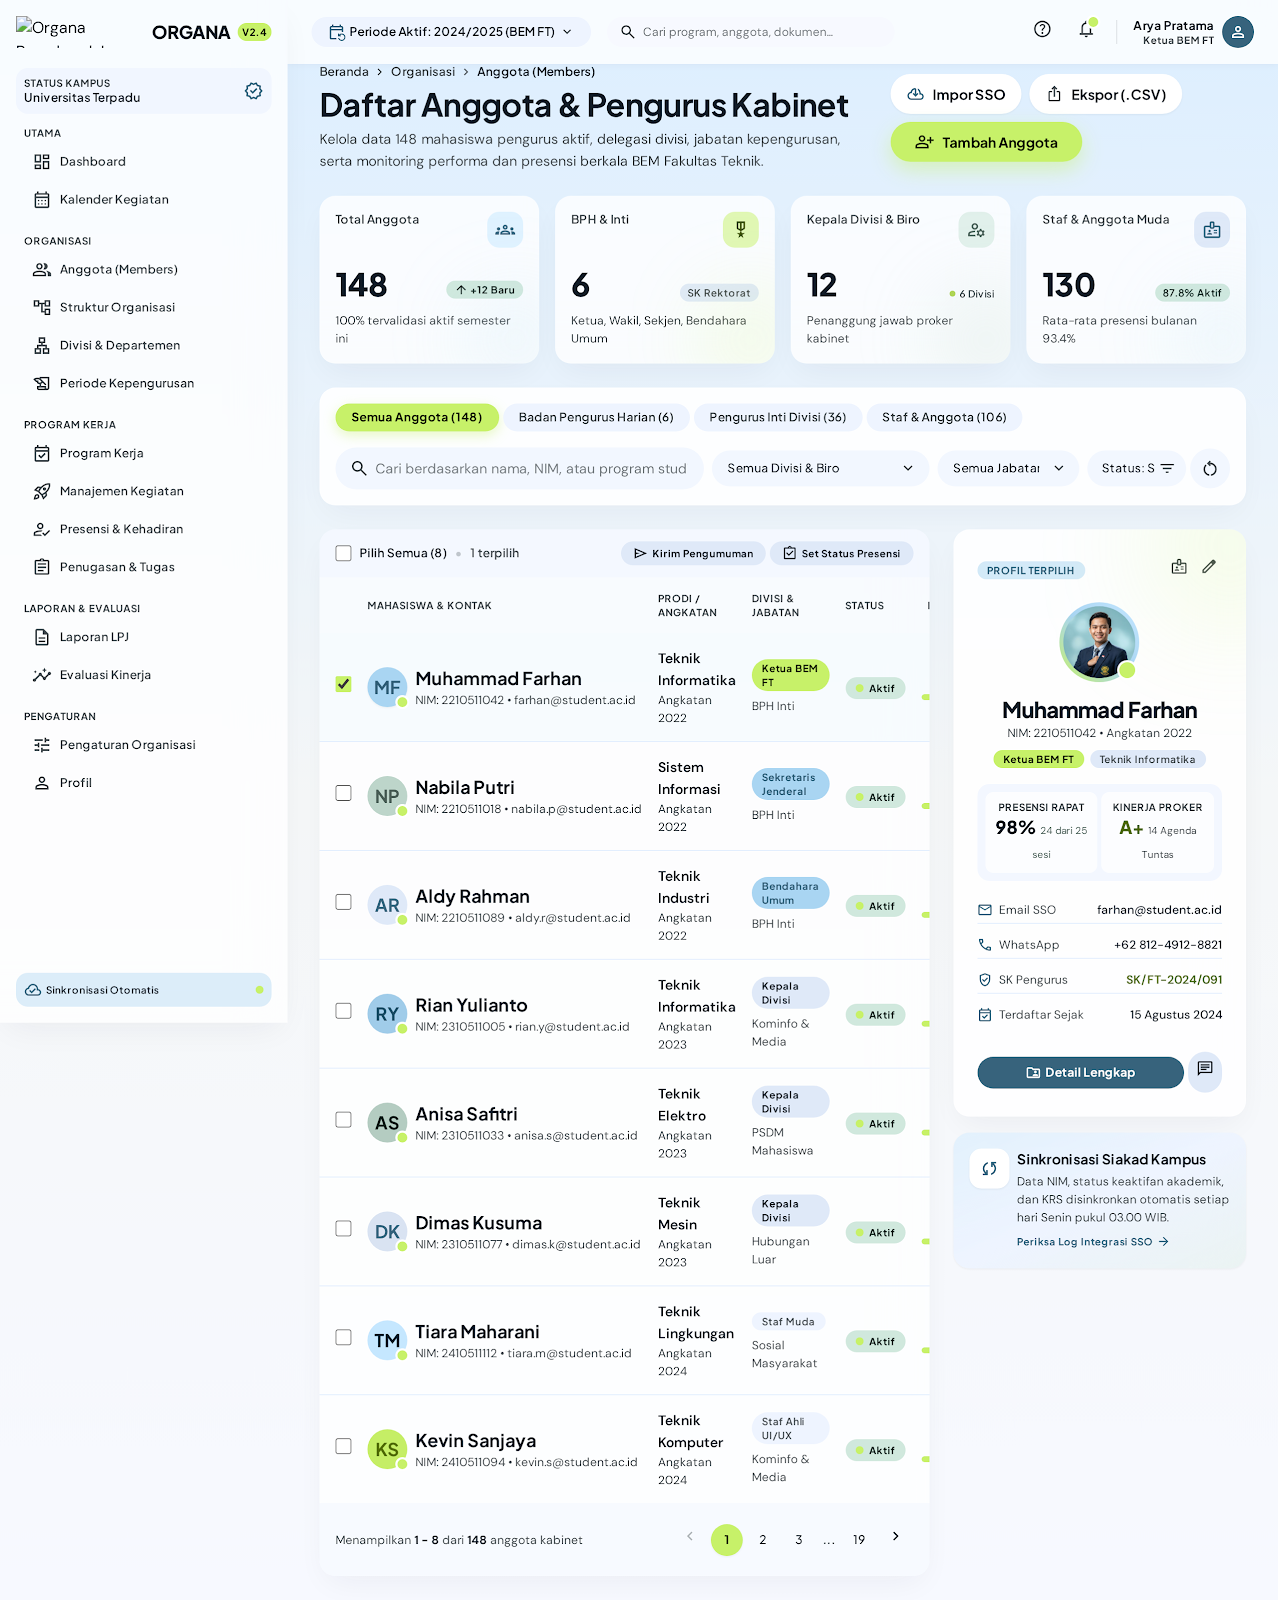 Organa
ORGANA
V2.4
STATUS KAMPUS
Universitas Terpadu
UTAMA
Dashboard
Kalender Kegiatan
ORGANISASI
Anggota (Members)
Struktur Organisasi
Divisi & Departemen
Periode Kepengurusan
PROGRAM KERJA
Program Kerja
Manajemen Kegiatan
Presensi & Kehadiran
Penugasan & Tugas
LAPORAN & EVALUASI
Laporan LPJ
Evaluasi Kinerja
PENGATURAN
Pengaturan Organisasi
Profil
Sinkronisasi Otomatis
Periode Aktif: 2024/2025 (BEM FT)
Cari program, anggota, dokumen...
Arya Pratama
Ketua BEM FT
Beranda > Organisasi > Anggota (Members)
Daftar Anggota & Pengurus Kabinet
Kelola data 148 mahasiswa pengurus aktif, delegasi divisi, jabatan kepengurusan,
serta monitoring performa dan presensi berkala BEM Fakultas Teknik.
Impor SSO
Ekspor (.CSV)
Tambah Anggota
Total Anggota
148
+12 Baru
100% tervalidasi aktif semester
ini
BPH & Inti
6
SK Rektorat
Ketua, Wakil, Sekjen, Bendahara
Umum
Kepala Divisi & Biro
12
6 Divisi
Penanggung jawab proker
kabinet
Staf & Anggota Muda
130
87.8% Aktif
Rata-rata presensi bulanan
93.4%
Semua Anggota (148)
Badan Pengurus Harian (6)
Pengurus Inti Divisi (36)
Staf & Anggota (106)
Cari berdasarkan nama, NIM, atau program stud
Semua Divisi & Biro
Semua Jabatan
Status: S
Pilih Semua (8)
1 terpilih
Kirim Pengumuman
Set Status Presensi
MAHASISWA & KONTAK
PRODI /
ANGKATAN
DIVISI &
JABATAN
STATUS
MF
Muhammad Farhan
NIM: 2210511042 • farhan@student.ac.id
Teknik
Informatika
Angkatan
2022
Ketua BEM
FT
BPH Inti
Aktif
NP
Nabila Putri
NIM: 2210511018 • nabila.p@student.ac.id
Sistem
Informasi
Angkatan
2022
Sekretaris
Jenderal
BPH Inti
Aktif
AR
Aldy Rahman
NIM: 2210511089 • aldy.r@student.ac.id
Teknik
Industri
Angkatan
2022
Bendahara
Umum
BPH Inti
Aktif
RY
Rian Yulianto
NIM: 2310511005 • rian.y@student.ac.id
Teknik
Informatika
Angkatan
2023
Kepala
Divisi
Kominfo &
Media
Aktif
AS
Anisa Safitri
NIM: 2310511033 • anisa.s@student.ac.id
Teknik
Elektro
Angkatan
2023
Kepala
Divisi
PSDM
Mahasiswa
Aktif
DK
Dimas Kusuma
NIM: 2310511077 • dimas.k@student.ac.id
Teknik
Mesin
Angkatan
2023
Kepala
Divisi
Hubungan
Luar
Aktif
TM
Tiara Maharani
NIM: 2410511112 • tiara.m@student.ac.id
Teknik
Lingkungan
Angkatan
2024
Staf Muda
Sosial
Masyarakat
Aktif
KS
Kevin Sanjaya
NIM: 2410511094 • kevin.s@student.ac.id
Teknik
Komputer
Angkatan
2024
Staf Ahli
UI/UX
Kominfo &
Media
Aktif
Menampilkan 1 - 8 dari 148 anggota kabinet
1 2 3 ... 19
PROFIL TERPILIH
Muhammad Farhan
NIM: 2210511042 • Angkatan 2022
Ketua BEM FT
Teknik Informatika
PRESENSI RAPAT
98% 24 dari 25
sesi
KINERJA PROKER
A+ 14 Agenda
Tuntas
Email SSO
farhan@student.ac.id
WhatsApp
+62 812-4912-8821
SK Pengurus
SK/FT-2024/091
Terdaftar Sejak
15 Agustus 2024
Detail Lengkap
Sinkronisasi Siakad Kampus
Data NIM, status keaktifan akademik,
dan KRS disinkronkan otomatis setiap
hari Senin pukul 03.00 WIB.
Periksa Log Integrasi SSO